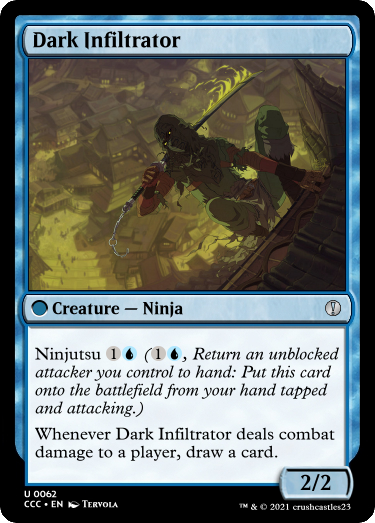 Dark Infiltrator
Creature — Ninja
Ninjutsu 1 (1, Return an unblocked
attacker you control to hand: Put this card
onto the battlefield from your hand tapped
and attacking.)
Whenever Dark Infiltrator deals combat
damage to a player, draw a card.
2/2
U 0062
CCC • EN Tervola
™ & © 2021 crushcastles23